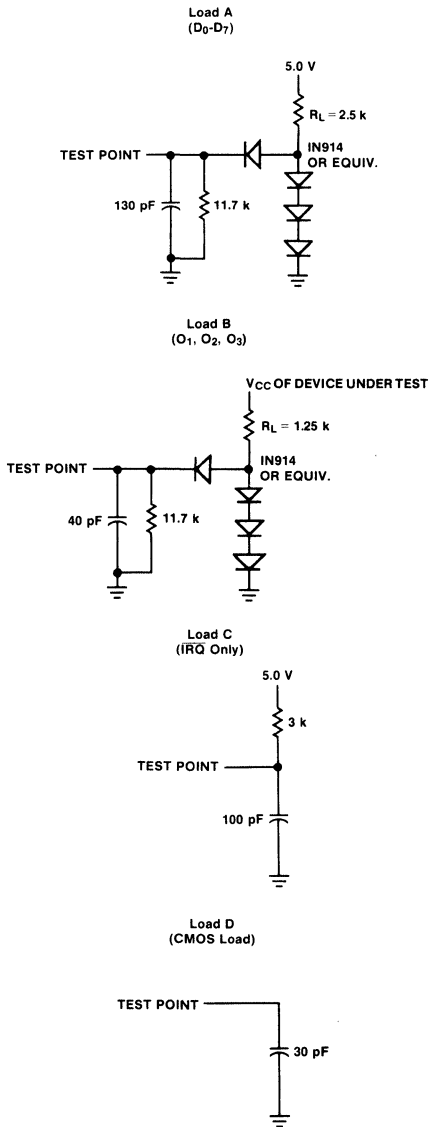 Load A
(D0-D7)
5.0 V
RL = 2.5 k
TEST POINT
IN914
OR EQUIV.
130 pF
11.7 k
Load B
(O1, O2, O3)
VCC OF DEVICE UNDER TEST
RL = 1.25 k
TEST POINT
IN914
OR EQUIV.
40 pF
11.7 k
Load C
(IRQ Only)
5.0 V
3 k
TEST POINT
100 pF
Load D
(CMOS Load)
TEST POINT
30 pF